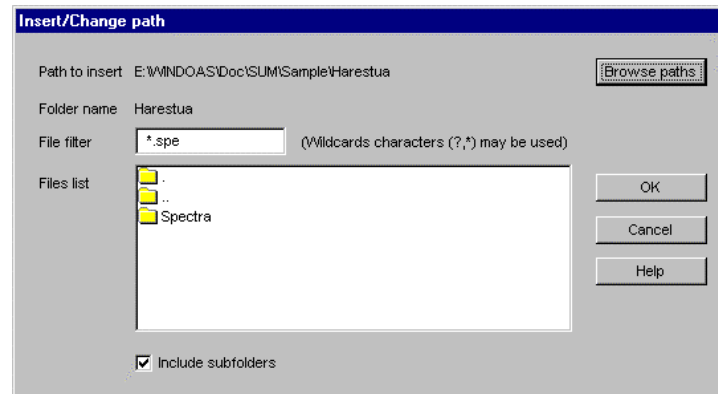 Insert/Change path
Path to insert E:\WINDOAS\Doc\SUM\Sample\Harestua
Browse paths
Folder name Harestua
File filter *.spe (Wildcards characters (?,*) may be used)
Files list
.
..
Spectra
OK
Cancel
Help
Include subfolders